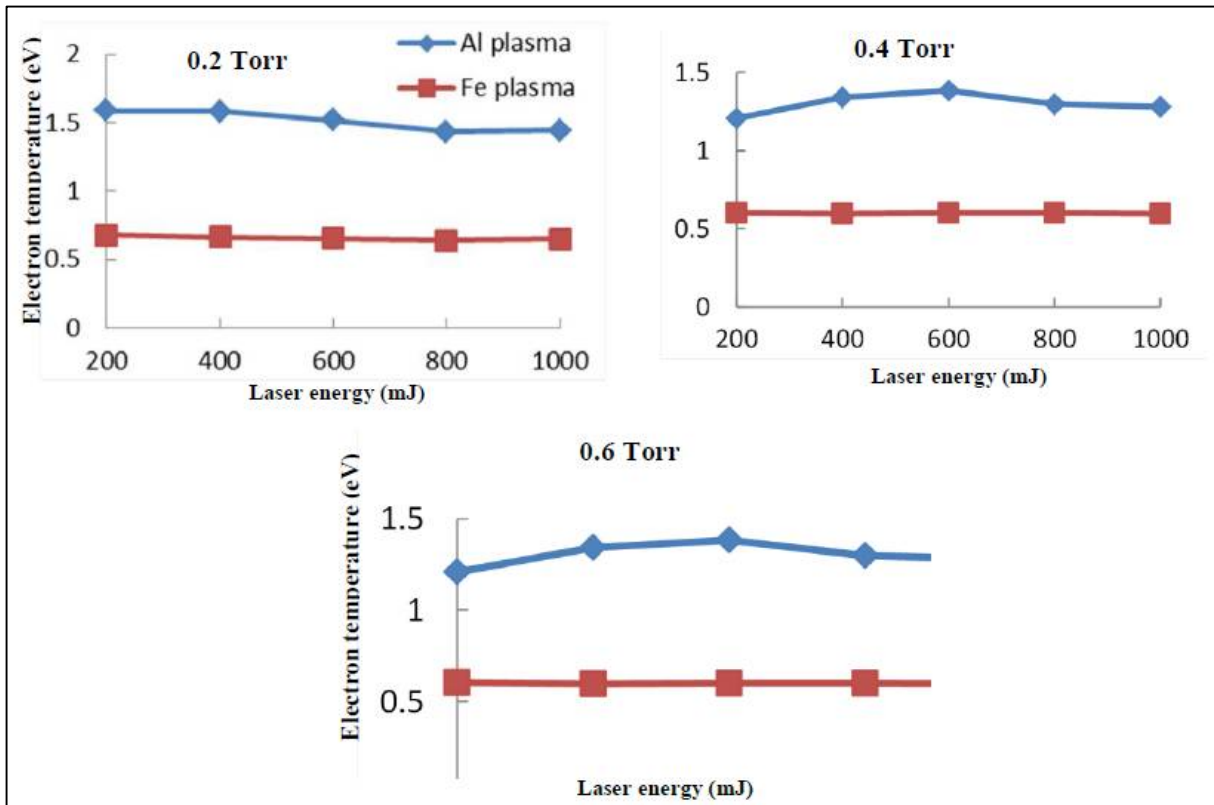 0.2 Torr
Al plasma
Fe plasma
Electron temperature (eV)
2
1.5
1
0.5
0
200 400 600 800 1000
Laser energy (mJ)
0.4 Torr
1.5
1
0.5
0
200 400 600 800 1000
Laser energy (mJ)
0.6 Torr
Electron temperature (eV)
1.5
1
0.5
Laser energy (mJ)